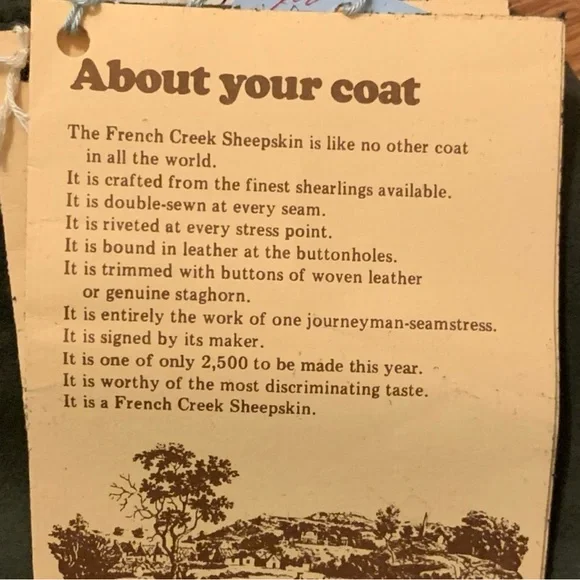 About your coat
The French Creek Sheepskin is like no other coat
in all the world.
It is crafted from the finest shearlings available.
It is double-sewn at every seam.
It is riveted at every stress point.
It is bound in leather at the buttonholes.
It is trimmed with buttons of woven leather
or genuine staghorn.
It is entirely the work of one journeyman-seamstress.
It is signed by its maker.
It is one of only 2,500 to be made this year.
It is worthy of the most discriminating taste.
It is a French Creek Sheepskin.